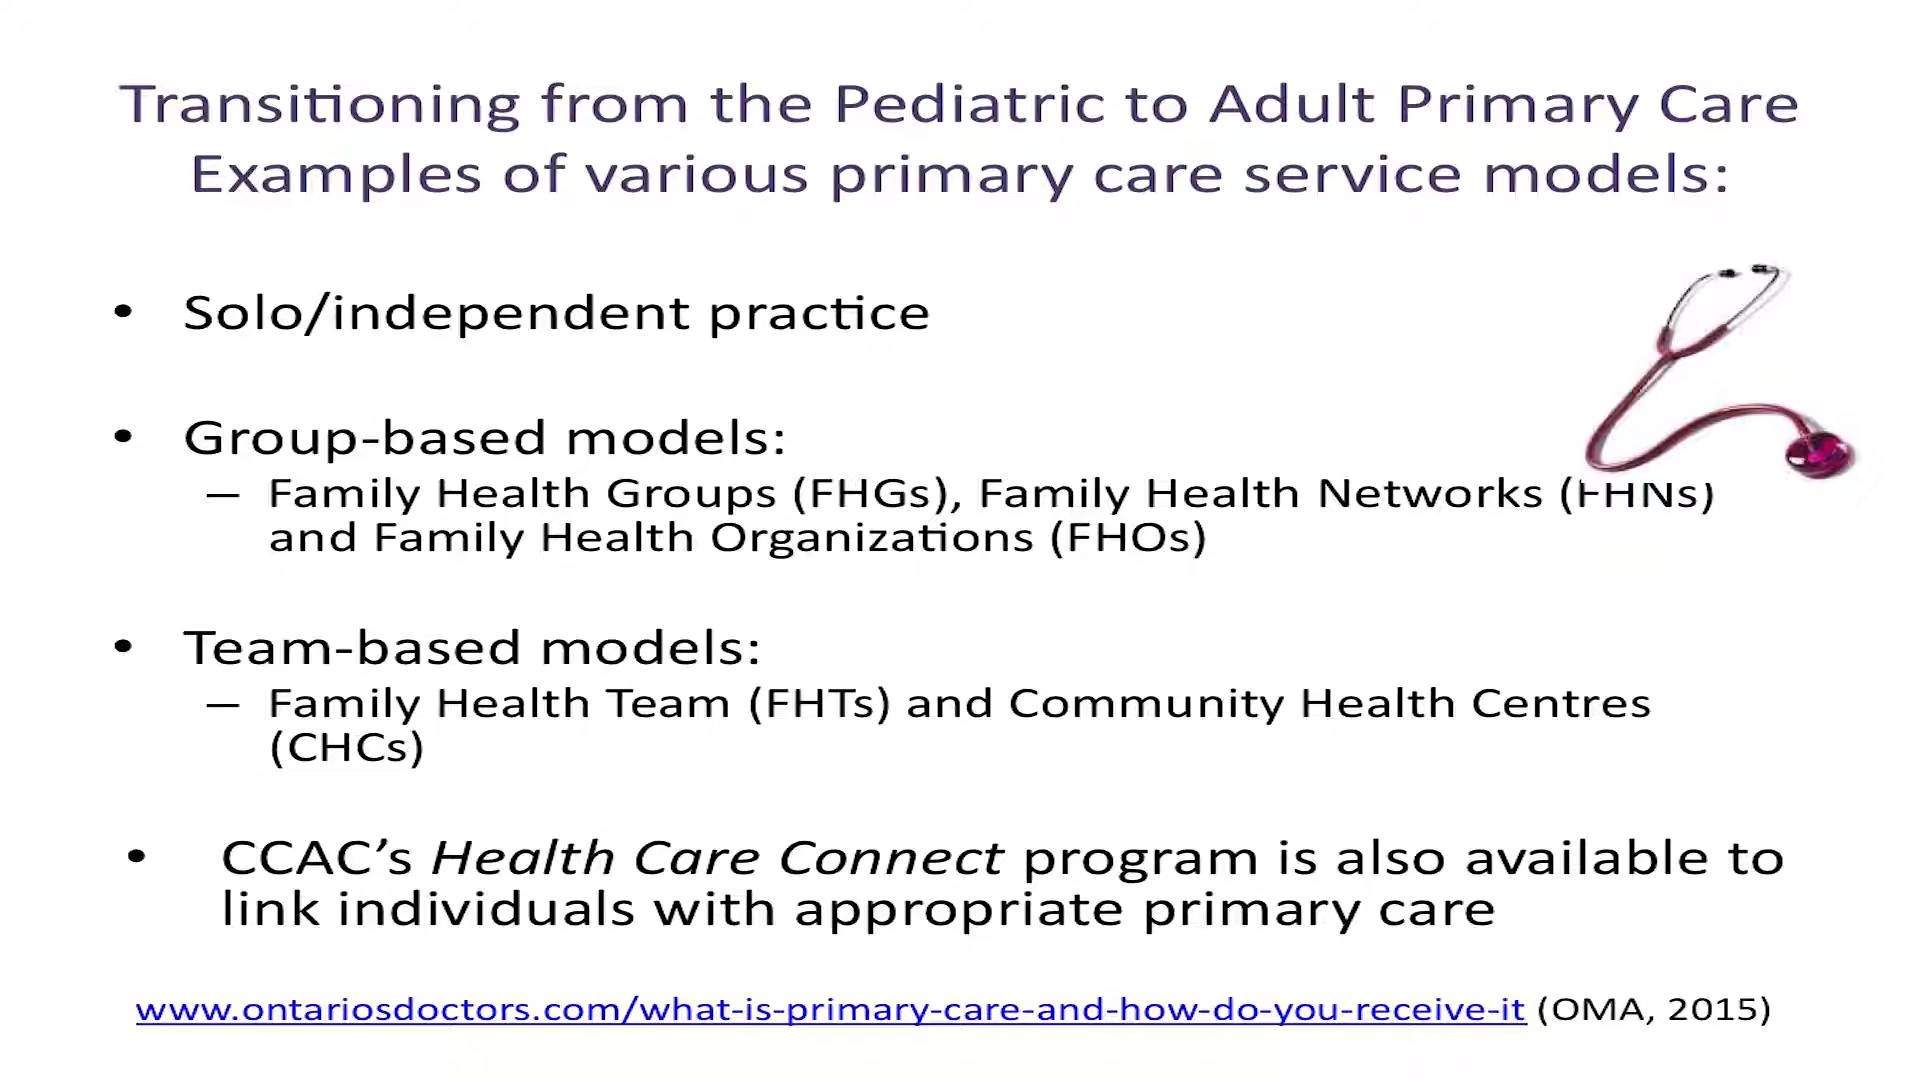 Transitioning from the Pediatric to Adult Primary Care
Examples of various primary care service models:
• Solo/independent practice
• Group-based models:
– Family Health Groups (FHGs), Family Health Networks (FHNs)
and Family Health Organizations (FHOs)
• Team-based models:
– Family Health Team (FHTs) and Community Health Centres
(CHCs)
• CCAC’s Health Care Connect program is also available to
link individuals with appropriate primary care
www.ontariosdoctors.com/what-is-primary-care-and-how-do-you-receive-it (OMA, 2015)